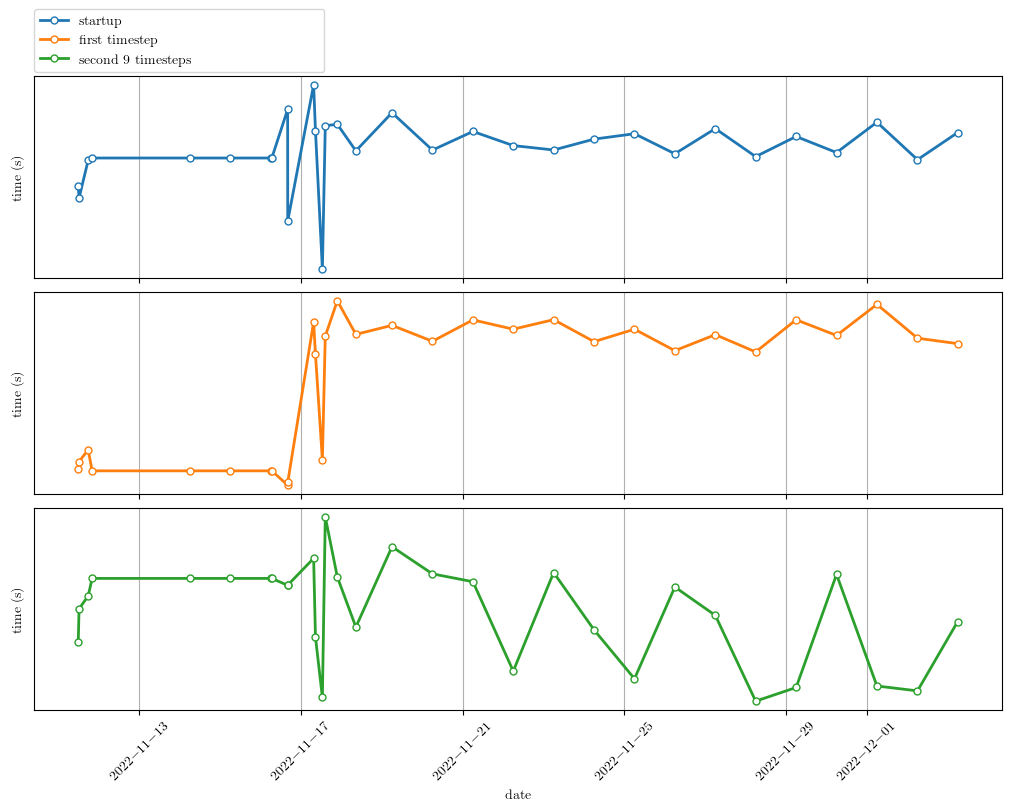 startup
first timestep
second 9 timesteps
time (s)
time (s)
time (s)
2022−11−13
2022−11−17
2022−11−21
2022−11−25
2022−11−29
2022−12−01
date